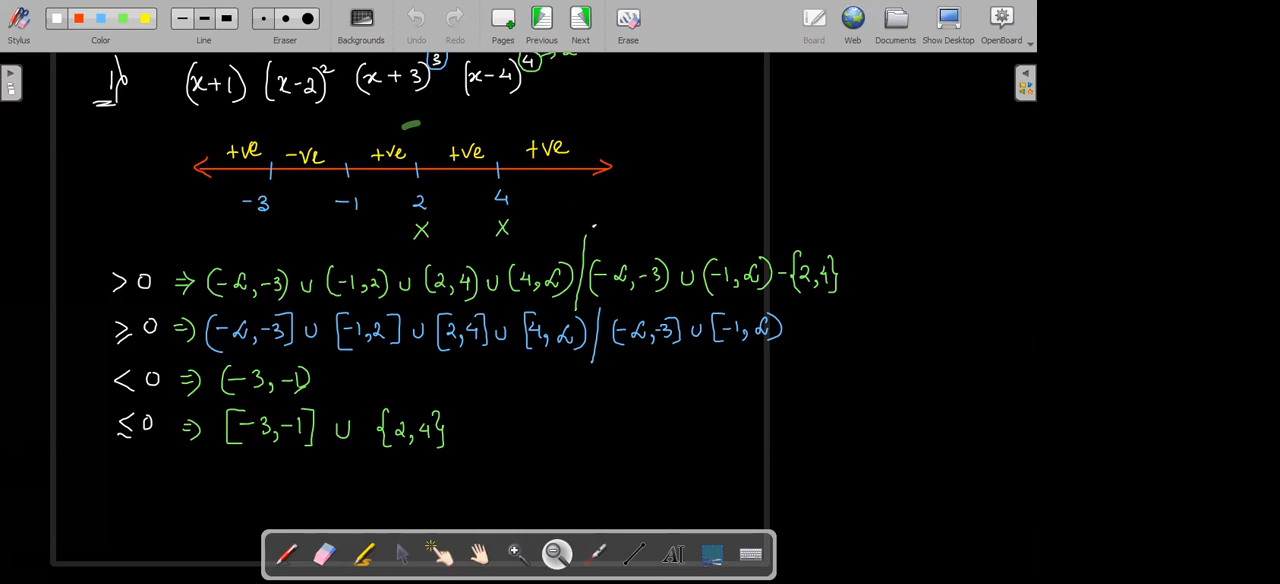 Stylus Color Line Eraser Backgrounds Undo Redo Pages Previous Next Erase Board Web Documents Show Desktop OpenBoard
1) (x+1) (x-2)² (x+3)³ (x-4)⁴ → 2
+ve -ve +ve +ve +ve
-3 -1 2 4
X X
> 0 ⇒ (-∞,-3) ∪ (-1,2) ∪ (2,4) ∪ (4,∞) / (-∞,-3) ∪ (-1,∞) - {2,4}
≥ 0 ⇒ (-∞,-3] ∪ [-1,2] ∪ [2,4] ∪ [4,∞) / (-∞,-3] ∪ [-1,∞)
< 0 ⇒ (-3,-1)
≤ 0 ⇒ [-3,-1] ∪ {2,4}